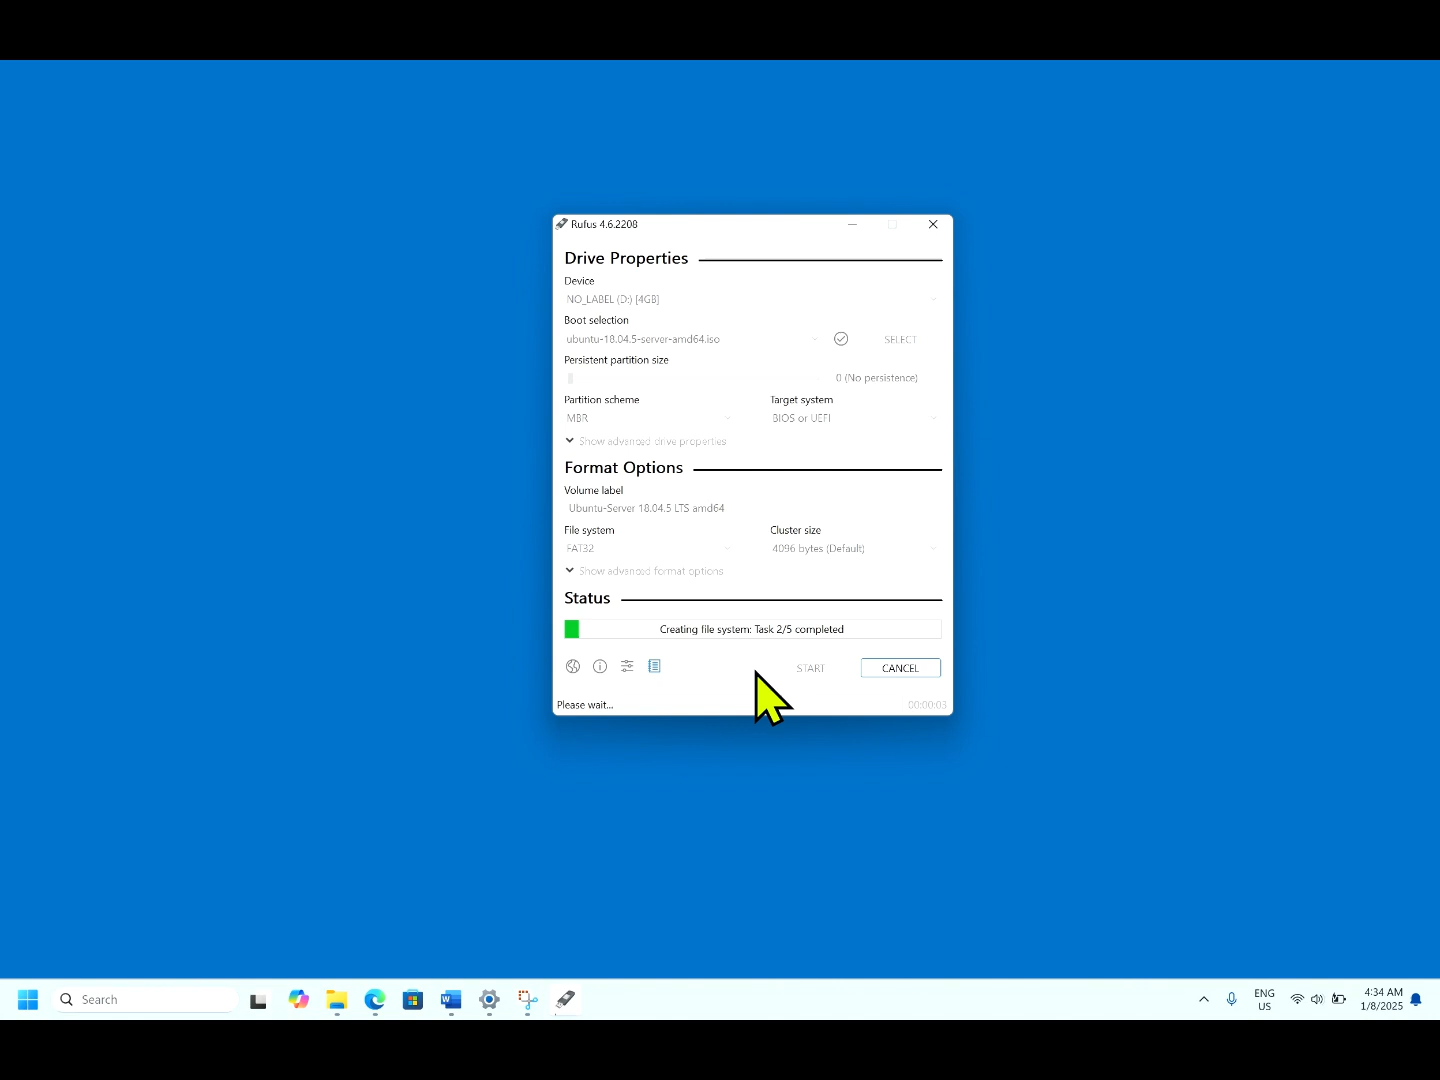 Rufus 4.6.2208
Drive Properties
Device
NO_LABEL (D:) [4GB]
Boot selection
ubuntu-18.04.5-server-amd64.iso
SELECT
Persistent partition size
0 (No persistence)
Partition scheme
Target system
MBR
BIOS or UEFI
Show advanced drive properties
Format Options
Volume label
Ubuntu-Server 18.04.5 LTS amd64
File system
Cluster size
FAT32
4096 bytes (Default)
Show advanced format options
Status
Creating file system: Task 2/5 completed
START
CANCEL
Please wait...
00:00:03
Search
ENG
US
4:34 AM
1/8/2025